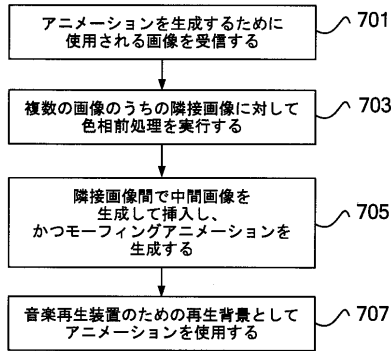 アニメーションを生成するために
使用される画像を受信する
701
複数の画像のうちの隣接画像に対して
色相前処理を実行する
703
隣接画像間で中間画像を
生成して挿入し、
かつモーフィングアニメーションを
生成する
705
音楽再生装置のための再生背景として
アニメーションを使用する
707